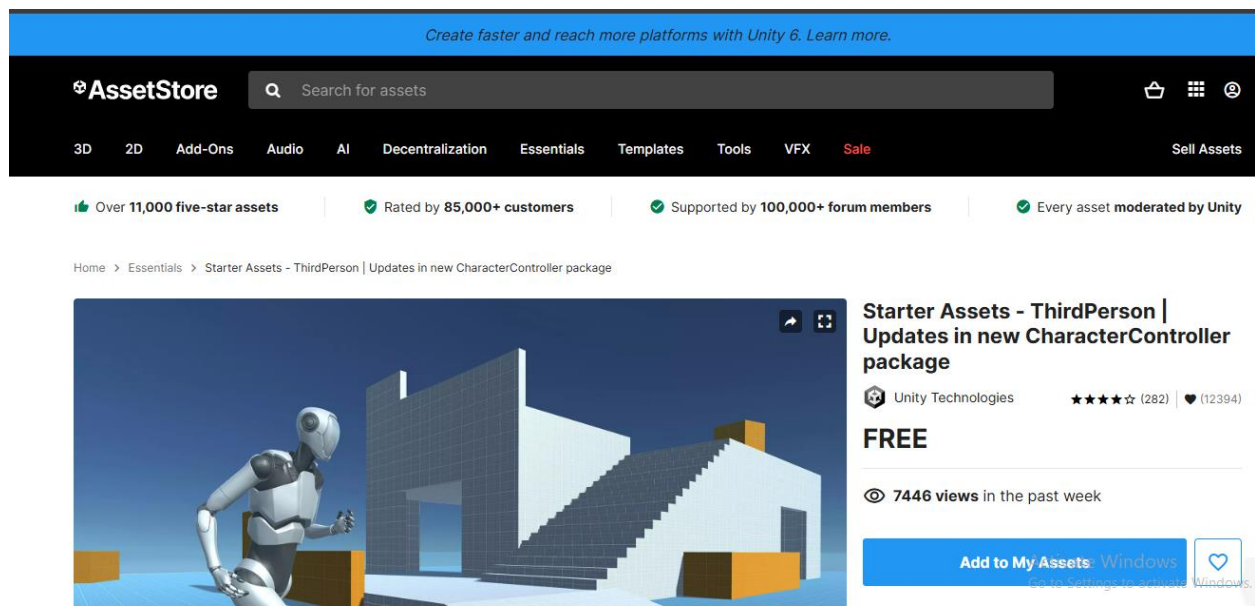 Create faster and reach more platforms with Unity 6. Learn more.
AssetStore
Search for assets
3D 2D Add-Ons Audio AI Decentralization Essentials Templates Tools VFX Sale Sell Assets
Over 11,000 five-star assets Rated by 85,000+ customers Supported by 100,000+ forum members Every asset moderated by Unity
Home > Essentials > Starter Assets - ThirdPerson | Updates in new CharacterController package
Starter Assets - ThirdPerson |
Updates in new CharacterController
package
Unity Technologies ★★★★☆ (282) | (12394)
FREE
7446 views in the past week
Add to My Assets
Activate Windows
Go to Settings to activate Windows.